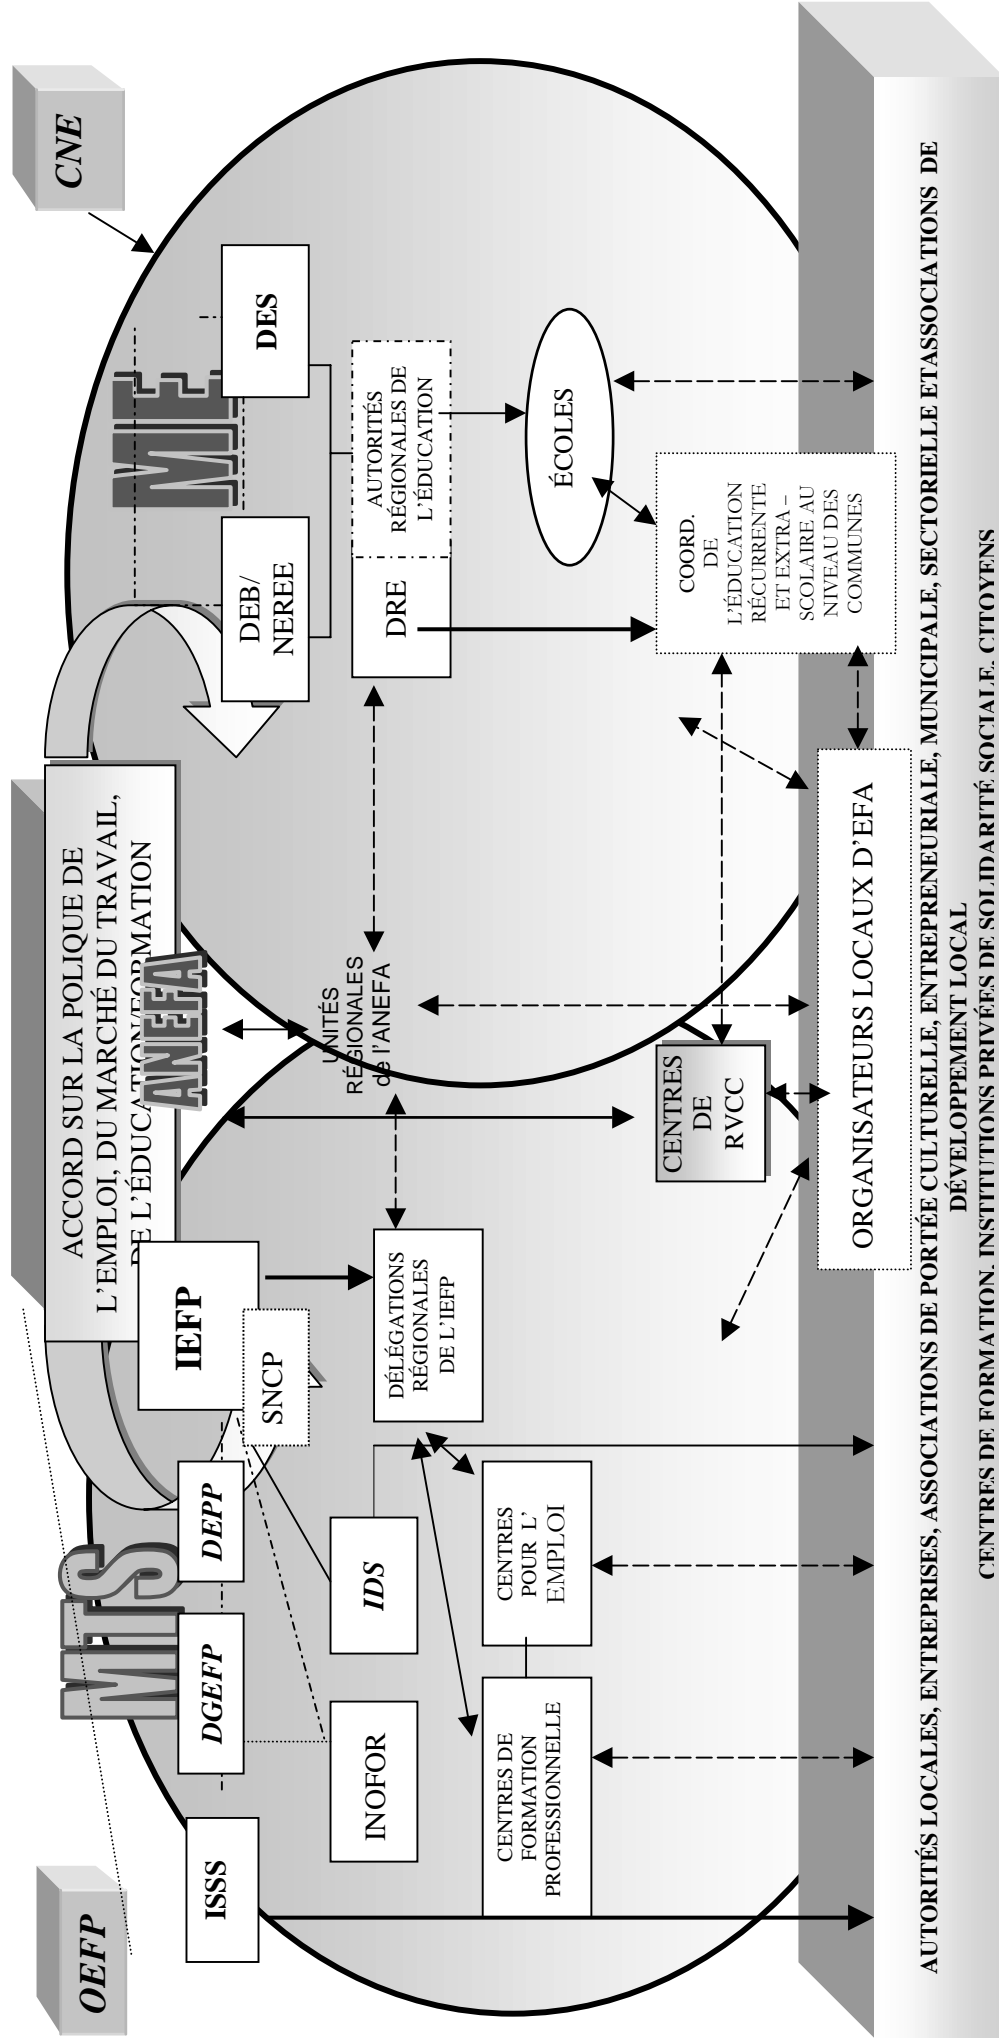 OEFP
CNE
ACCORD SUR LA POLIQUE DE
L'EMPLOI, DU MARCHÉ DU TRAVAIL,
DE L'ÉDUCATION/FORMATION
MTS
ANEFA
ME
ISSS
DGEFP
DEPP
IEFP
SNCP
DEB/
NEREE
DES
INOFOR
IDS
DÉLÉGATIONS
RÉGIONALES
DE L'IEFP
UNITÉS
RÉGIONALES
de l'ANEFA
DRE
AUTORITÉS
RÉGIONALES DE
L'ÉDUCATION
CENTRES DE
FORMATION
PROFESSIONNELLE
CENTRES
POUR L'
EMPLOI
ÉCOLES
CENTRES
DE
RVCC
COORD.
DE
L'ÉDUCATION
RÉCURRENTE
ET EXTRA –
SCOLAIRE AU
NIVEAU DES
COMMUNES
ORGANISATEURS LOCAUX D'EFA
AUTORITÉS LOCALES, ENTREPRISES, ASSOCIATIONS DE PORTÉE CULTURELLE, ENTREPRENEURIALE, MUNICIPALE, SECTORIELLE ETASSOCIATIONS DE
DÉVELOPPEMENT LOCAL
CENTRES DE FORMATION, INSTITUTIONS PRIVÉES DE SOLIDARITÉ SOCIALE, CITOYENS